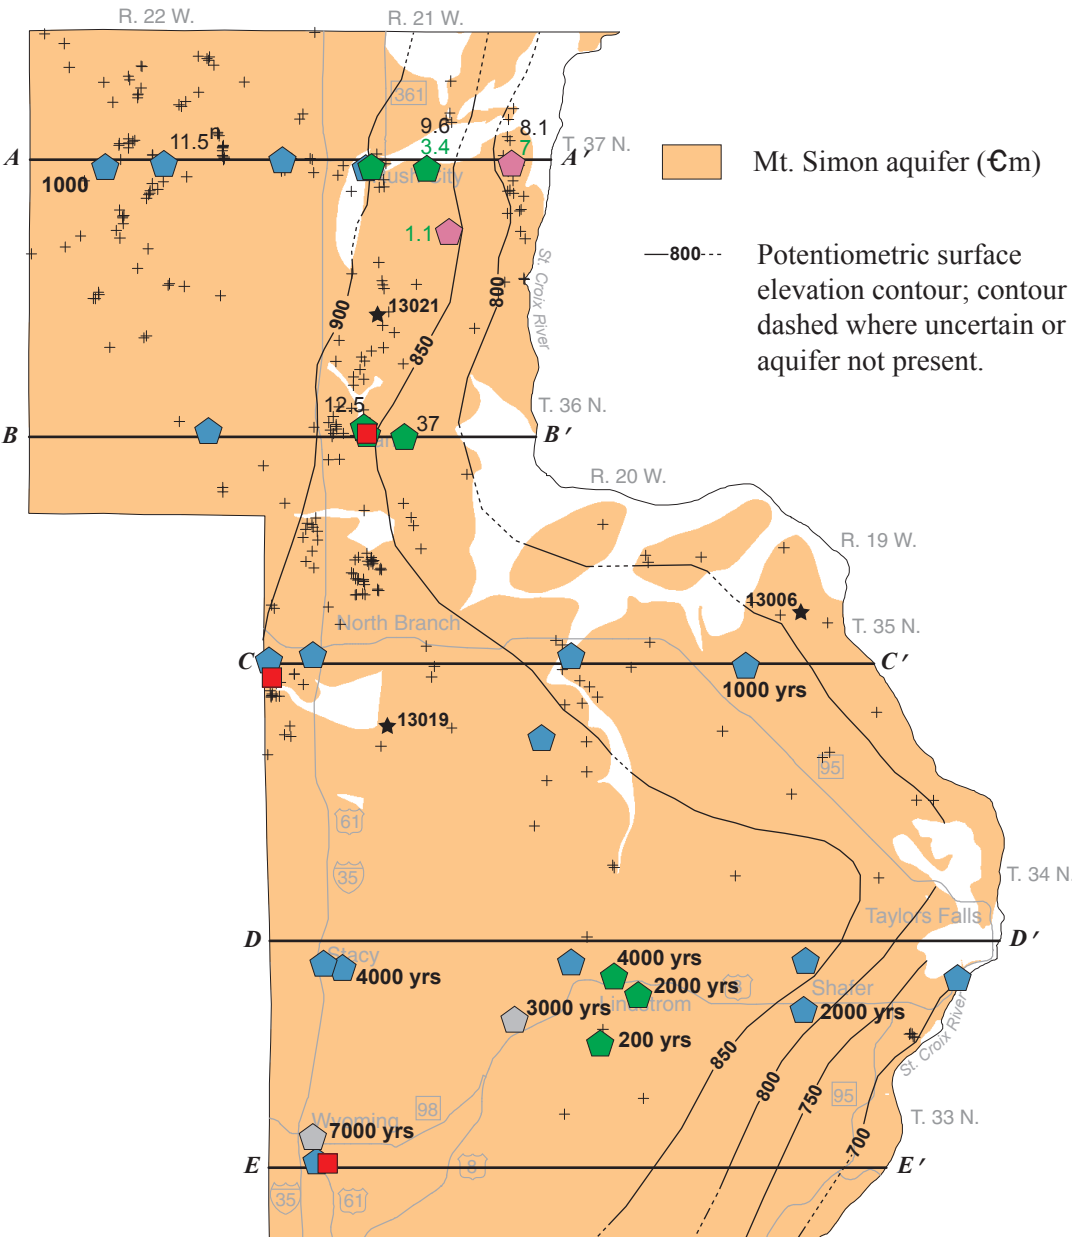 R. 22 W.
R. 21 W.
361
9.6
8.1
11.5
3.4
7
T. 37 N.
A
A′
1000
Mt. Simon aquifer (Єm)
1.1
—800---
Potentiometric surface
elevation contour; contour
dashed where uncertain or
aquifer not present.
St. Croix River
800
900
13021
850
12.5
37
T. 36 N.
B
B′
R. 20 W.
R. 19 W.
13006
North Branch
T. 35 N.
C
C′
1000 yrs
13019
95
61
35
T. 34 N.
Taylors Falls
D
D′
Stacy
4000 yrs
4000 yrs
2000 yrs
8
Shafer
Lindstrom
3000 yrs
2000 yrs
200 yrs
St. Croix River
850
800
750
95
98
T. 33 N.
Wyoming
7000 yrs
700
E
E′
8
35
61